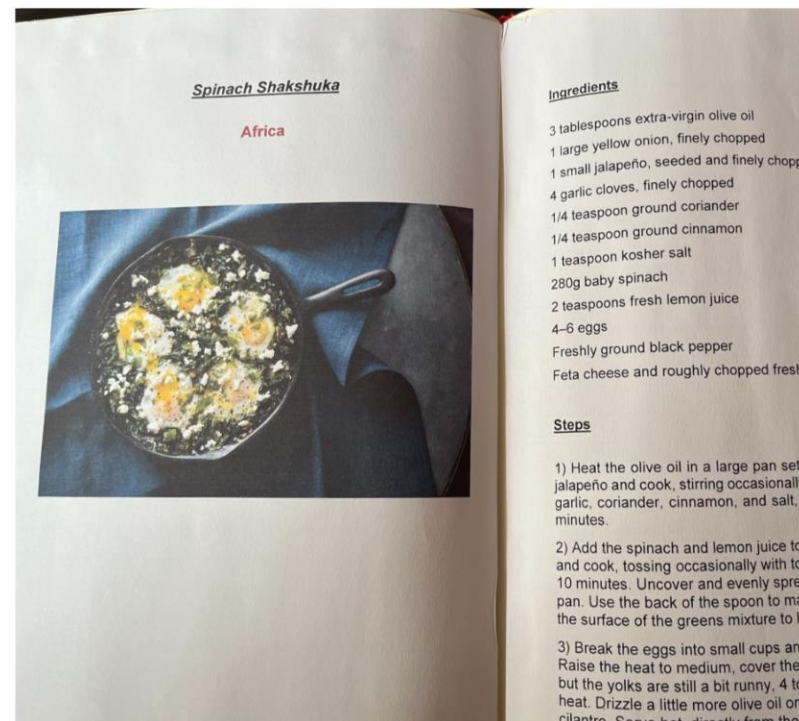 Spinach Shakshuka
Africa
Ingredients
3 tablespoons extra-virgin olive oil
1 large yellow onion, finely chopped
1 small jalapeño, seeded and finely
4 garlic cloves, finely chopped
1/4 teaspoon ground coriander
1/4 teaspoon ground cinnamon
1 teaspoon kosher salt
280g baby spinach
2 teaspoons fresh lemon juice
4–6 eggs
Freshly ground black pepper
Feta cheese and roughly chopped
Steps
1) Heat the olive oil in a large pan
jalapeño and cook, stirring
garlic, coriander, cinnamon, and salt,
minutes.
2) Add the spinach and lemon juice
and cook, tossing occasionally with
10 minutes. Uncover and evenly
pan. Use the back of the spoon to
the surface of the greens mixture to
3) Break the eggs into small cups
Raise the heat to medium, cover the
but the yolks are still a bit runny, 4
heat. Drizzle a little more olive oil